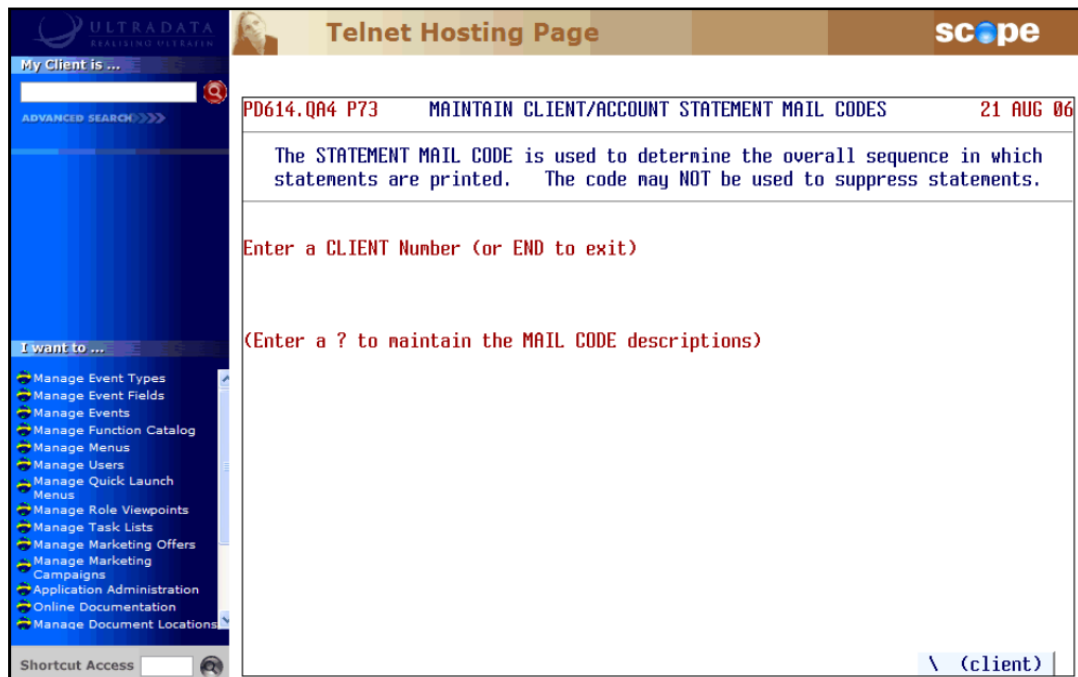 ULTRADATA
My Client is ...
ADVANCED SEARCH
I want to ...
Manage Event Types
Manage Event Fields
Manage Events
Manage Function Catalog
Manage Menus
Manage Users
Manage Quick Launch
Menus
Manage Role Viewpoints
Manage Task Lists
Manage Marketing Offers
Manage Marketing
Campaigns
Application Administration
Online Documentation
Manage Document Locations
Shortcut Access
Telnet Hosting Page
scope
PD614.QA4 P73 MAINTAIN CLIENT/ACCOUNT STATEMENT MAIL CODES 21 AUG 06
The STATEMENT MAIL CODE is used to determine the overall sequence in which
statements are printed. The code may NOT be used to suppress statements.
Enter a CLIENT Number (or END to exit)
(Enter a ? to maintain the MAIL CODE descriptions)
\ (client)